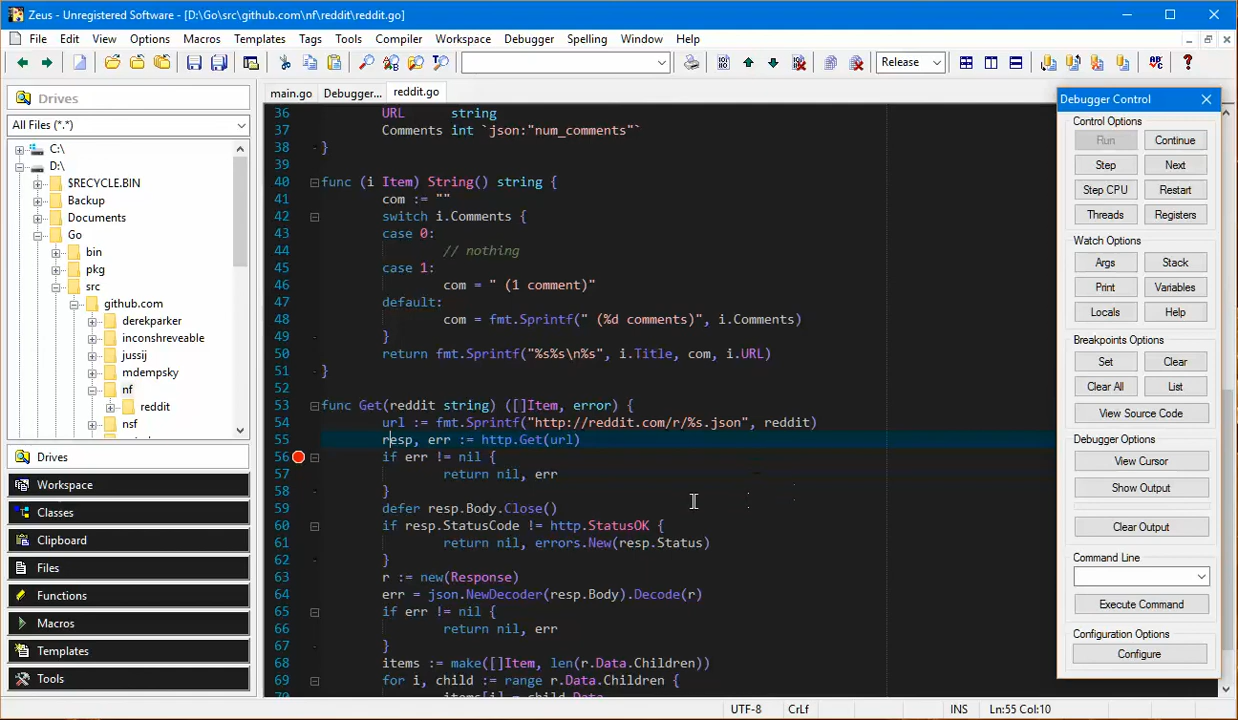 Zeus - Unregistered Software - [D:\Go\src\github.com\nf\reddit\reddit.go]
File Edit View Options Macros Templates Tags Tools Compiler Workspace Debugger Spelling Window Help
Release
Drives
All Files (*.*)
C:\
D:\
$RECYCLE.BIN
Backup
Documents
Go
bin
pkg
src
github.com
derekparker
inconshreveable
jussij
mdempsky
nf
reddit
nsf
Drives
Workspace
Classes
Clipboard
Files
Functions
Macros
Templates
Tools
main.go Debugger... reddit.go
36 URL string
37 Comments int `json:"num_comments"`
38 }
39
40 func (i Item) String() string {
41 com := ""
42 switch i.Comments {
43 case 0:
44 // nothing
45 case 1:
46 com = " (1 comment)"
47 default:
48 com = fmt.Sprintf(" (%d comments)", i.Comments)
49 }
50 return fmt.Sprintf("%s%s\n%s", i.Title, com, i.URL)
51 }
52
53 func Get(reddit string) ([]Item, error) {
54 url := fmt.Sprintf("http://reddit.com/r/%s.json", reddit)
55 resp, err := http.Get(url)
56 if err != nil {
57 return nil, err
58 }
59 defer resp.Body.Close()
60 if resp.StatusCode != http.StatusOK {
61 return nil, errors.New(resp.Status)
62 }
63 r := new(Response)
64 err = json.NewDecoder(resp.Body).Decode(r)
65 if err != nil {
66 return nil, err
67 }
68 items := make([]Item, len(r.Data.Children))
69 for i, child := range r.Data.Children {
70 items[i] = child.Data
Debugger Control
Control Options
Run Continue
Step Next
Step CPU Restart
Threads Registers
Watch Options
Args Stack
Print Variables
Locals Help
Breakpoints Options
Set Clear
Clear All List
View Source Code
Debugger Options
View Cursor
Show Output
Clear Output
Command Line
Execute Command
Configuration Options
Configure
UTF-8 CrLf INS Ln:55 Col:10